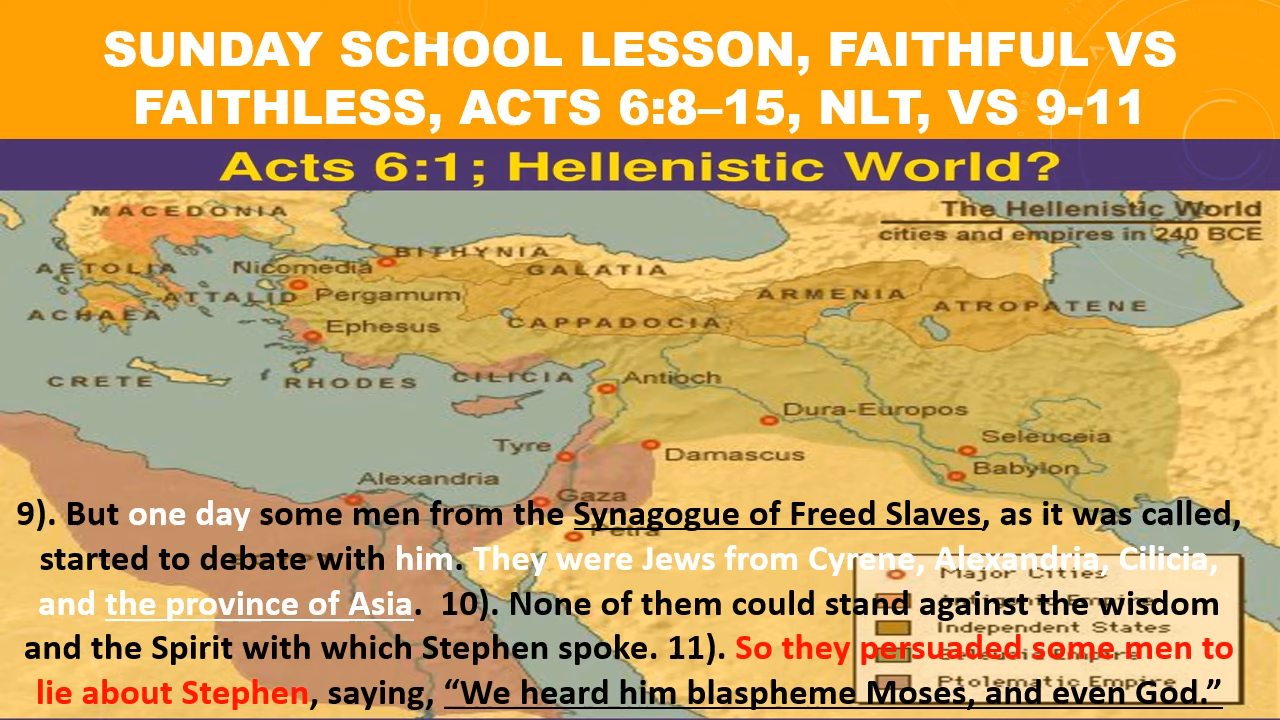 SUNDAY SCHOOL LESSON, FAITHFUL VS
FAITHLESS, ACTS 6:8–15, NLT, VS 9-11
Acts 6:1; Hellenistic World?
The Hellenistic World
cities and empires in 240 BCE
MACEDONIA
BITHYNIA
AETOLIA
Nicomedia
GALATIA
ATTALID
Pergamum
ARMENIA
ATROPATENE
ACHAEA
Ephesus
CAPPADOCIA
CRETE
RHODES
CILICIA
Antioch
Dura-Europos
Seleuceia
Tyre
Damascus
Babylon
Alexandria
Gaza
Petra
9). But one day some men from the Synagogue of Freed Slaves, as it was called,
started to debate with him. They were Jews from Cyrene, Alexandria, Cilicia,
and the province of Asia. 10). None of them could stand against the wisdom
and the Spirit with which Stephen spoke. 11). So they persuaded some men to
lie about Stephen, saying, “We heard him blaspheme Moses, and even God.”
Major Cities
Independent States
Ptolematic Empire